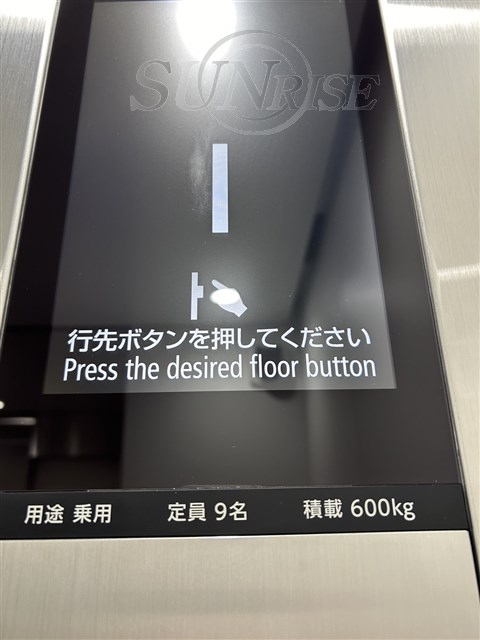 SUNRISE
1
行先ボタンを押してください
Press the desired floor button
用途 乗用 定員 9名 積載 600kg